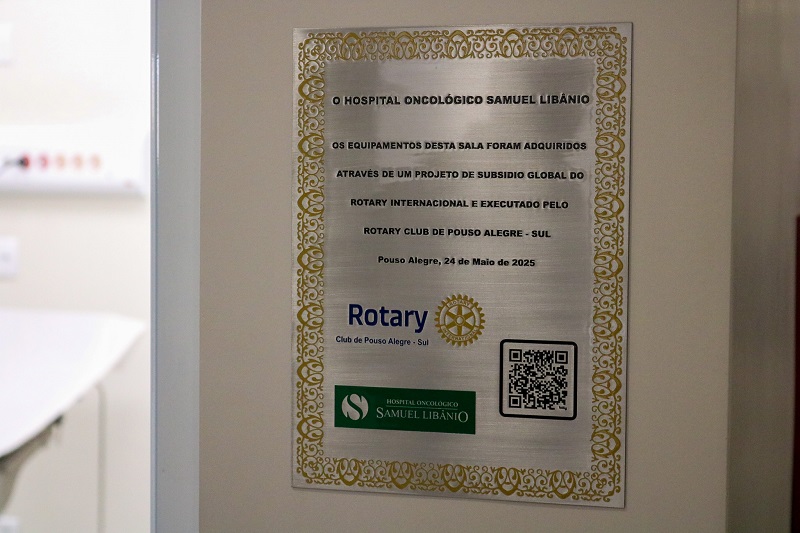 O HOSPITAL ONCOLÓGICO SAMUEL LIBÂNIO
OS EQUIPAMENTOS DESTA SALA FORAM ADQUIRIDOS
ATRAVÉS DE UM PROJETO DE SUBSIDIO GLOBAL DO
ROTARY INTERNACIONAL E EXECUTADO PELO
ROTARY CLUB DE POUSO ALEGRE - SUL
Pouso Alegre, 24 de Maio de 2025
Rotary
Club de Pouso Alegre - Sul
HOSPITAL ONCOLÓGICO
SAMUEL LIBÂNIO